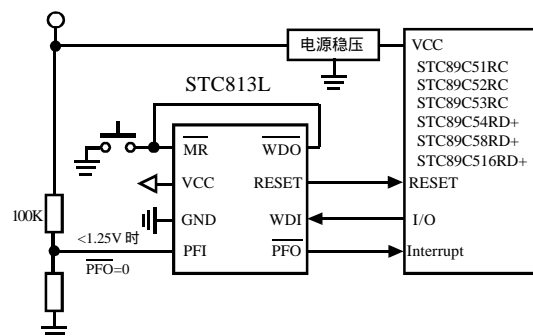 电源稳压
VCC
STC89C51RC
STC89C52RC
STC89C53RC
STC89C54RD+
STC89C58RD+
STC89C516RD+
STC813L
MR
WDO
VCC
RESET
RESET
GND
WDI
I/O
100K
<1.25V 时
PFI
PFO
Interrupt
PFO=0